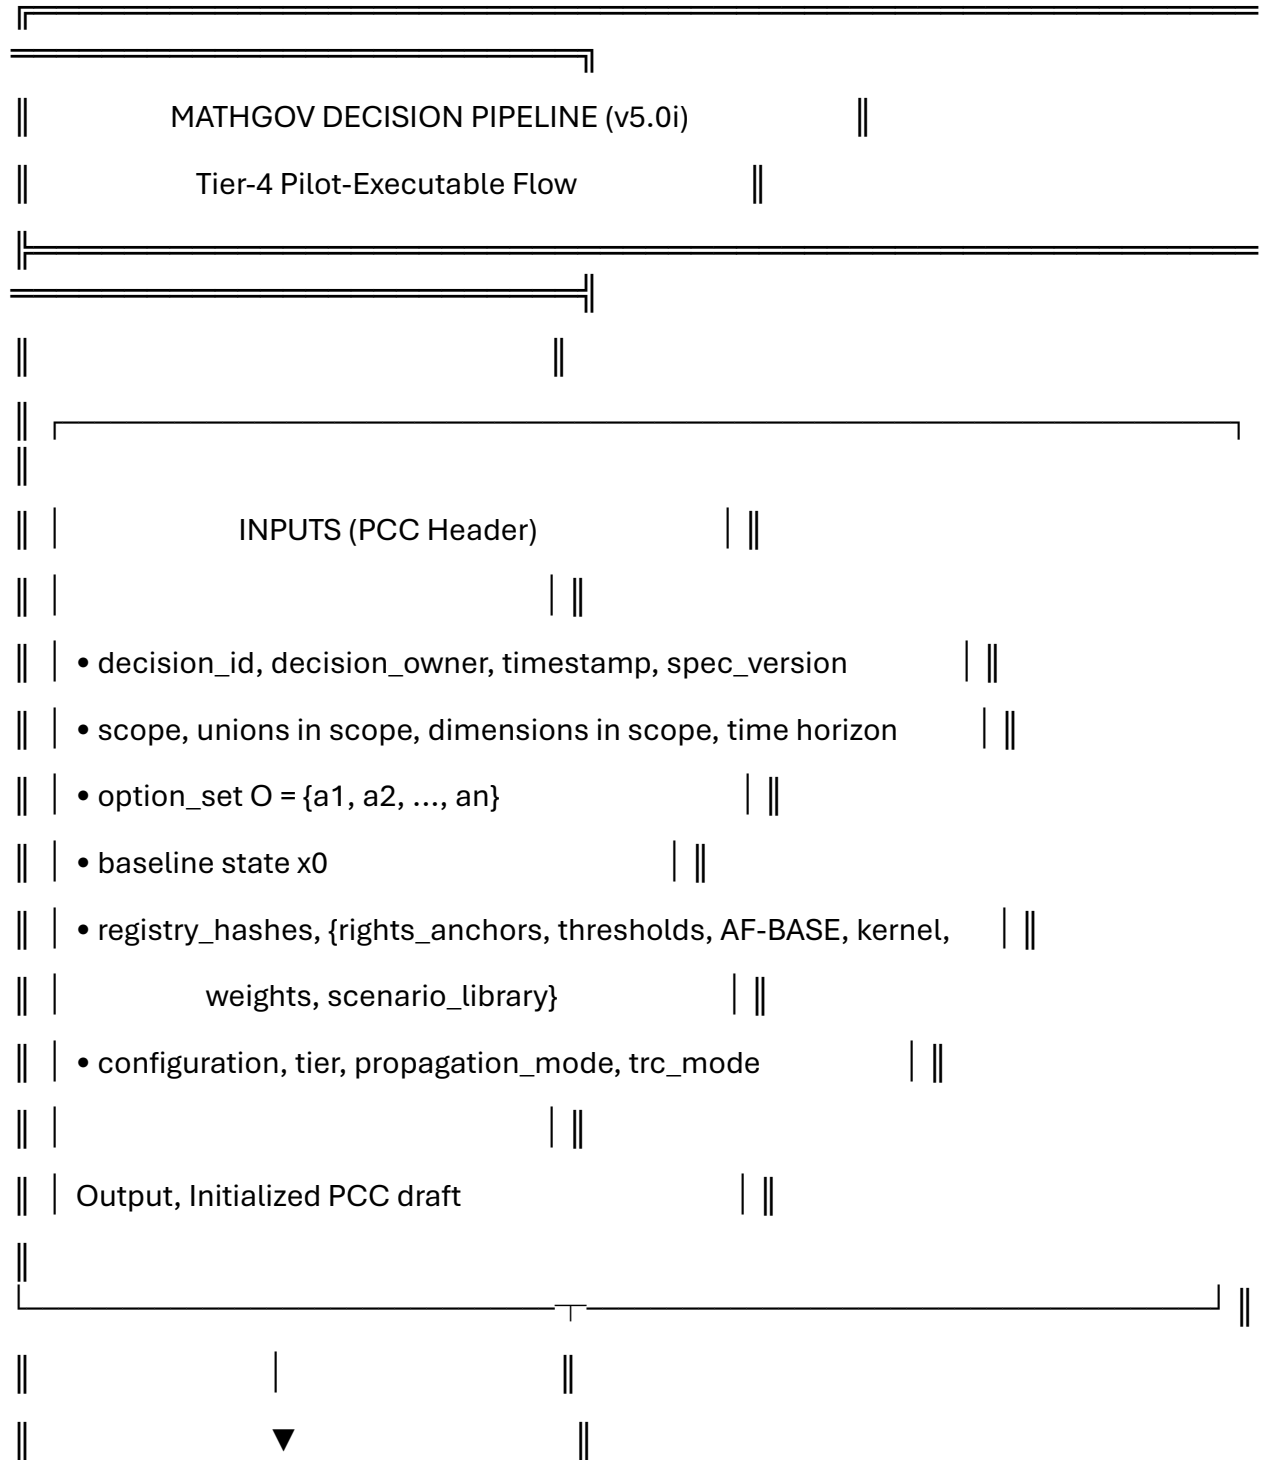 MATHGOV DECISION PIPELINE (v5.0i)
Tier-4 Pilot-Executable Flow
INPUTS (PCC Header)
• decision_id, decision_owner, timestamp, spec_version
• scope, unions in scope, dimensions in scope, time horizon
• option_set O = {a1, a2, ..., an}
• baseline state x0
• registry_hashes, {rights_anchors, thresholds, AF-BASE, kernel,
weights, scenario_library}
• configuration, tier, propagation_mode, trc_mode
Output, Initialized PCC draft